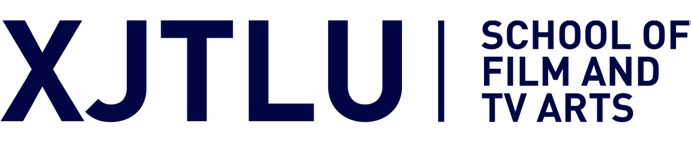 XJTLU
SCHOOL OF
FILM AND
TV ARTS